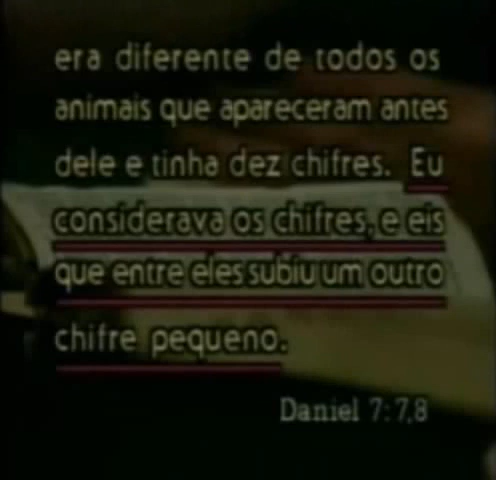 era diferente de todos os
animais que apareceram antes
dele e tinha dez chifres. Eu
considerava os chifres, e eis
que entre eles subiu um outro
chifre pequeno.
Daniel 7:7,8